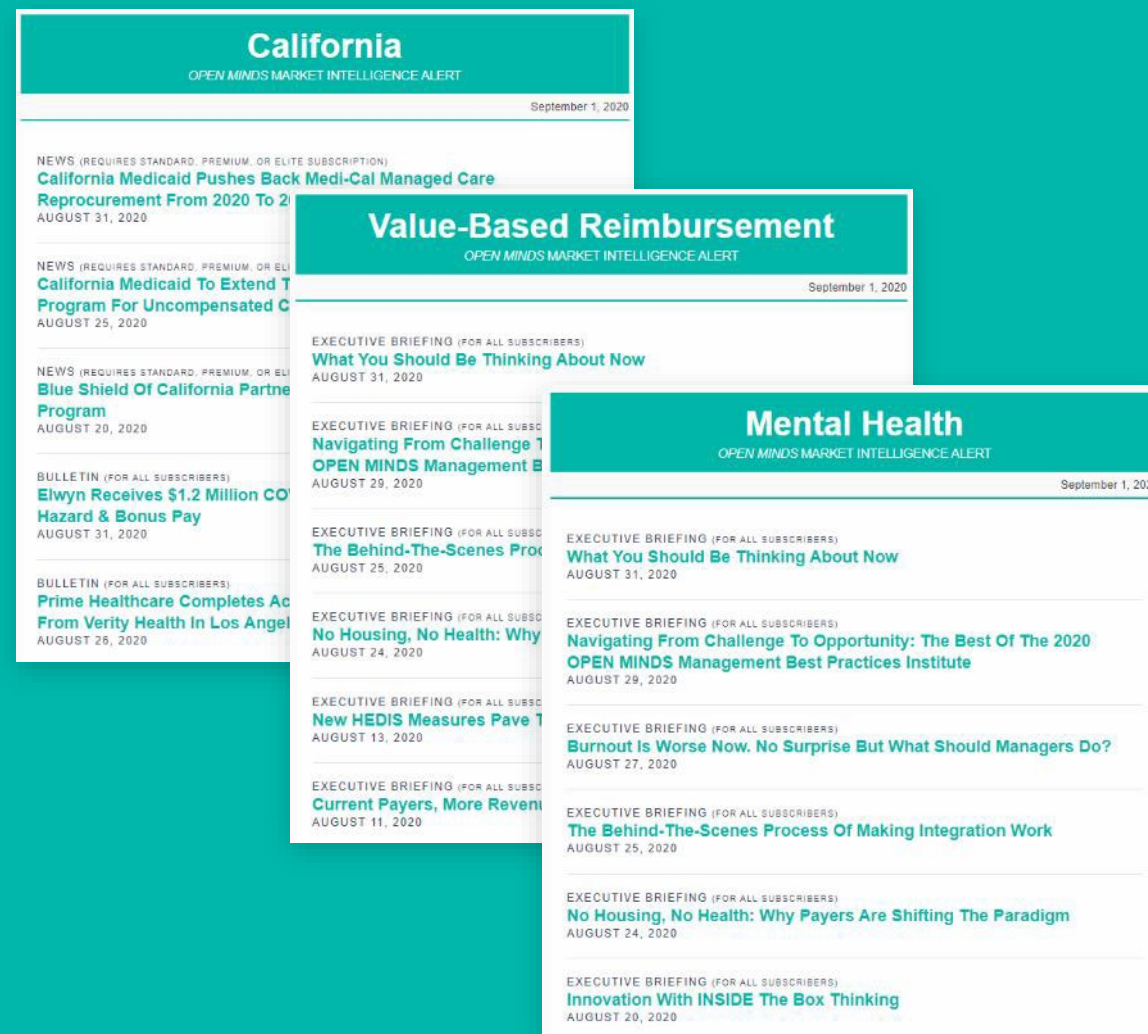 California
OPEN MINDS MARKET INTELLIGENCE ALERT
September 1, 2020
NEWS (REQUIRES STANDARD, PREMIUM, OR ELITE SUBSCRIPTION)
California Medicaid Pushes Back Medi-Cal Managed Care
Reprocurement From 2020 To
AUGUST 31, 2020
NEWS (REQUIRES STANDARD, PREMIUM, OR
California Medicaid To Extend
Program For Uncompensated
AUGUST 25, 2020
NEWS (REQUIRES STANDARD, PREMIUM, OR
Blue Shield Of California
Program
AUGUST 20, 2020
BULLETIN (FOR ALL SUBSCRIBERS)
Elwyn Receives $1.2 Million
Hazard & Bonus Pay
AUGUST 31, 2020
BULLETIN (FOR ALL SUBSCRIBERS)
Prime Healthcare Completes
From Verity Health In Los
AUGUST 26, 2020
Value-Based Reimbursement
OPEN MINDS MARKET INTELLIGENCE ALERT
September 1, 2020
EXECUTIVE BRIEFING (FOR ALL SUBSCRIBERS)
What You Should Be Thinking About Now
AUGUST 31, 2020
EXECUTIVE BRIEFING (FOR ALL
Navigating From Challenge
OPEN MINDS Management
AUGUST 29, 2020
EXECUTIVE BRIEFING (FOR ALL
The Behind-The-Scenes
AUGUST 25, 2020
EXECUTIVE BRIEFING (FOR ALL
No Housing, No Health: Why
AUGUST 24, 2020
EXECUTIVE BRIEFING (FOR ALL
New HEDIS Measures Pave
AUGUST 13, 2020
EXECUTIVE BRIEFING (FOR ALL
Current Payers, More
AUGUST 11, 2020
Mental Health
OPEN MINDS MARKET INTELLIGENCE ALERT
September 1,
EXECUTIVE BRIEFING (FOR ALL SUBSCRIBERS)
What You Should Be Thinking About Now
AUGUST 31, 2020
EXECUTIVE BRIEFING (FOR ALL SUBSCRIBERS)
Navigating From Challenge To Opportunity: The Best Of The 2020
OPEN MINDS Management Best Practices Institute
AUGUST 29, 2020
EXECUTIVE BRIEFING (FOR ALL SUBSCRIBERS)
Burnout Is Worse Now. No Surprise But What Should Managers Do?
AUGUST 27, 2020
EXECUTIVE BRIEFING (FOR ALL SUBSCRIBERS)
The Behind-The-Scenes Process Of Making Integration Work
AUGUST 25, 2020
EXECUTIVE BRIEFING (FOR ALL SUBSCRIBERS)
No Housing, No Health: Why Payers Are Shifting The Paradigm
AUGUST 24, 2020
EXECUTIVE BRIEFING (FOR ALL SUBSCRIBERS)
Innovation With INSIDE The Box Thinking
AUGUST 20, 2020